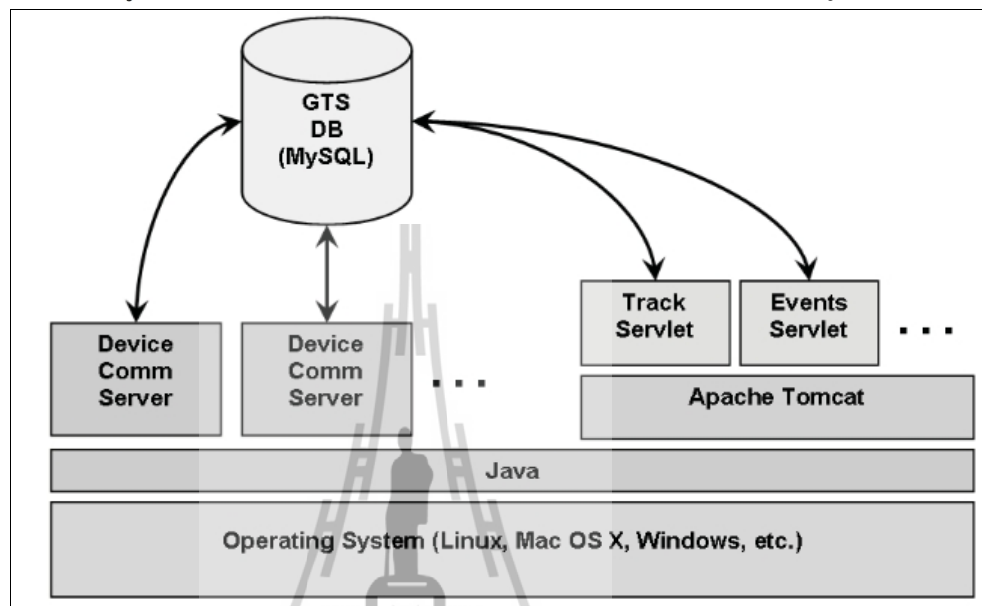 GTS
DB
(MySQL)
Track
Servlet
Events
Servlet
. . .
Device
Comm
Server
Device
Comm
Server
. . .
Apache Tomcat
Java
Operating System (Linux, Mac OS X, Windows, etc.)